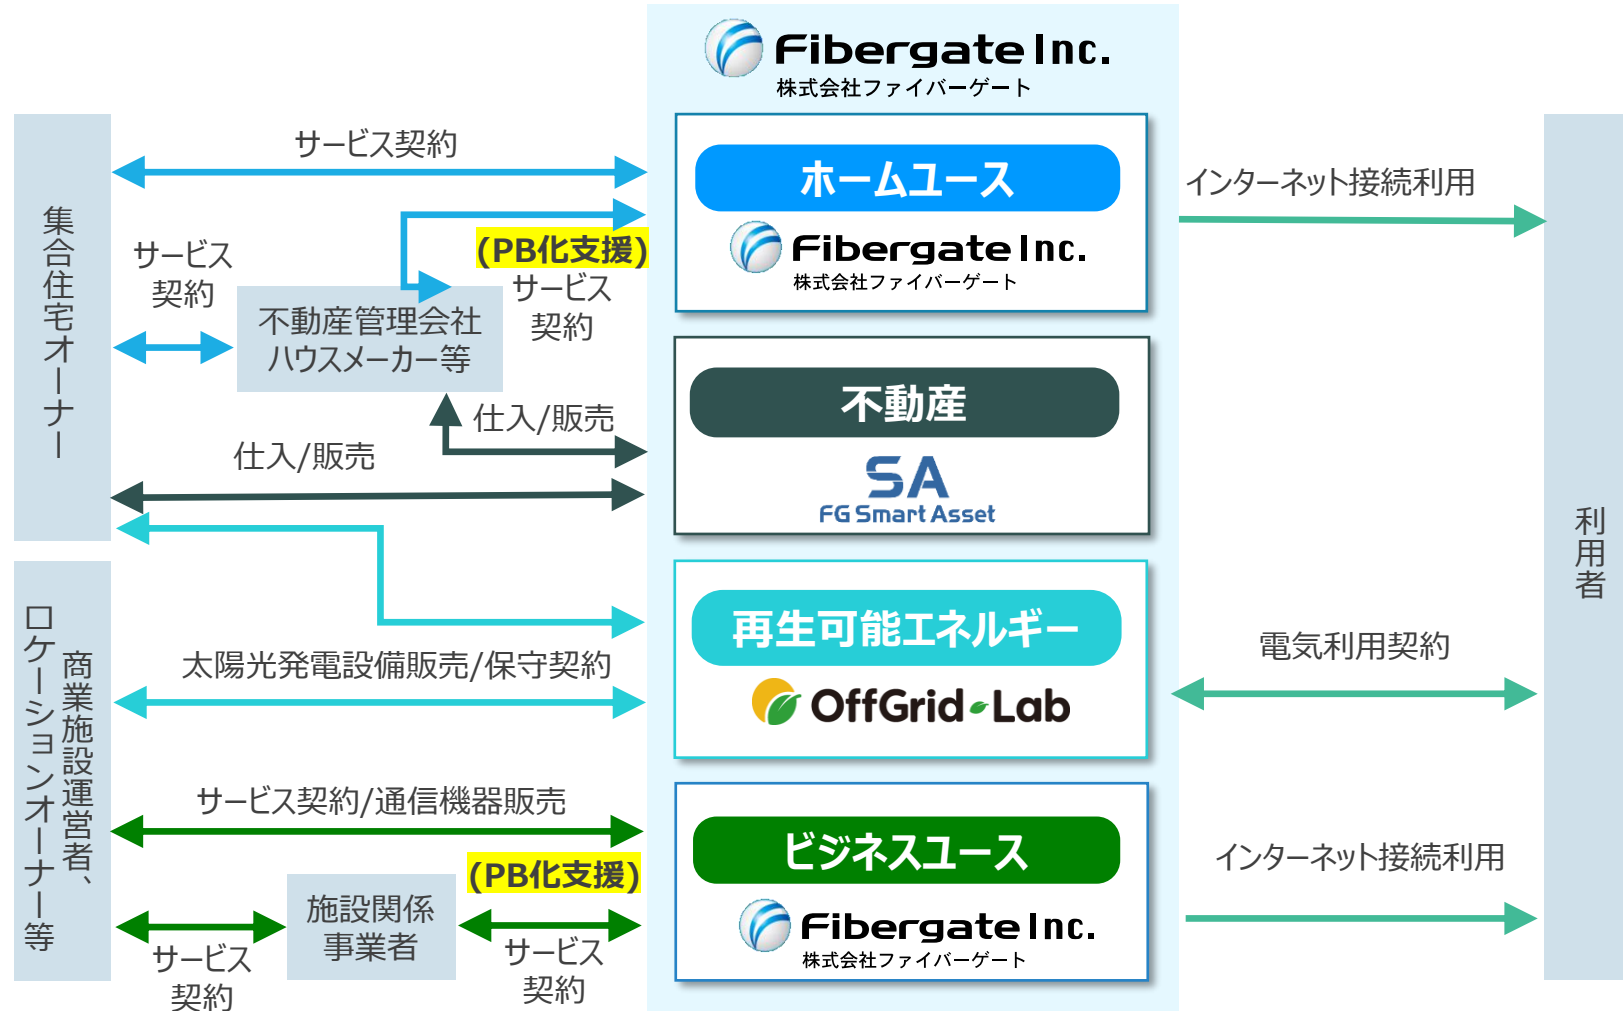 Fibergate Inc.
株式会社ファイバーゲート
集合住宅オーナー
サービス契約
サービス
契約
(PB化支援)
サービス
契約
不動産管理会社
ハウスメーカー等
仕入/販売
仕入/販売
ホームユース
Fibergate Inc.
株式会社ファイバーゲート
不動産
SA
FG Smart Asset
再生可能エネルギー
OffGrid Lab
ビジネスユース
Fibergate Inc.
株式会社ファイバーゲート
商業施設運営者、
ロケーションオーナー等
太陽光発電設備販売/保守契約
サービス契約/通信機器販売
(PB化支援)
施設関係
事業者
サービス
契約
サービス
契約
インターネット接続利用
電気利用契約
インターネット接続利用
利用者